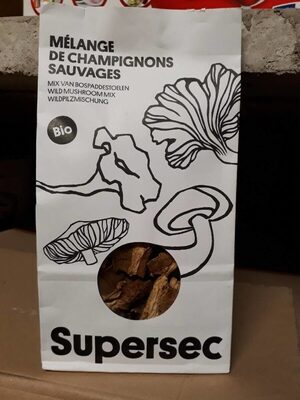 MÉLANGE
DE CHAMPIGNONS
SAUVAGES
MIX VAN BOSPADDESTOELEN
WILD MUSHROOM MIX
WILDPILZMISCHUNG
Bio
Supersec